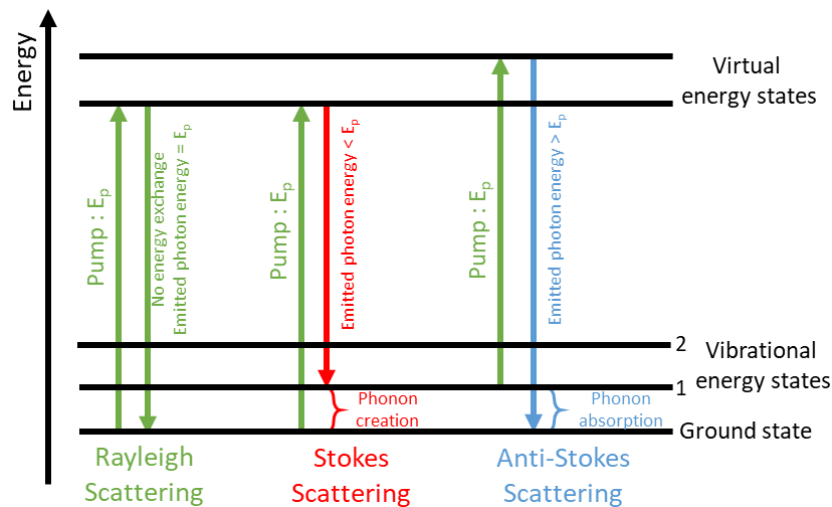 Energy
Virtual
energy states
Pump : Eₚ
No energy exchange
Emitted photon energy = Eₚ
Pump : Eₚ
Emitted photon energy < Eₚ
Pump : Eₚ
Emitted photon energy > Eₚ
2
Vibrational
energy states
1
Phonon
creation
Phonon
absorption
Ground state
Rayleigh
Scattering
Stokes
Scattering
Anti-Stokes
Scattering